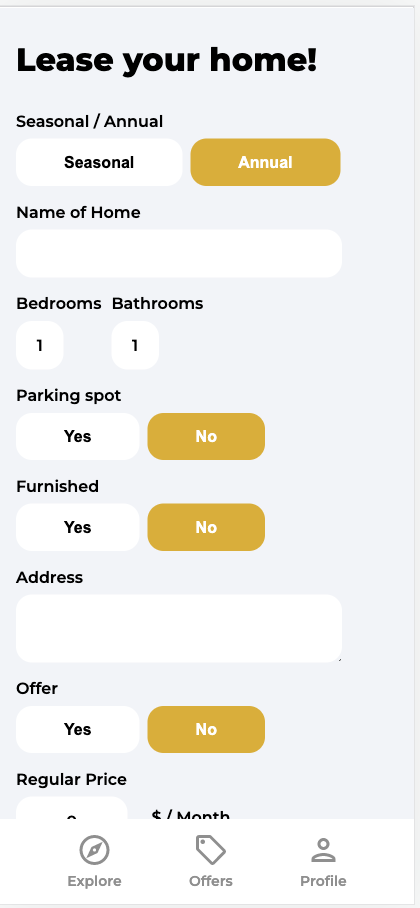 Lease your home!
Seasonal / Annual
Seasonal Annual
Name of Home
Bedrooms Bathrooms
1 1
Parking spot
Yes No
Furnished
Yes No
Address
Offer
Yes No
Regular Price
$ / Month
Explore Offers Profile